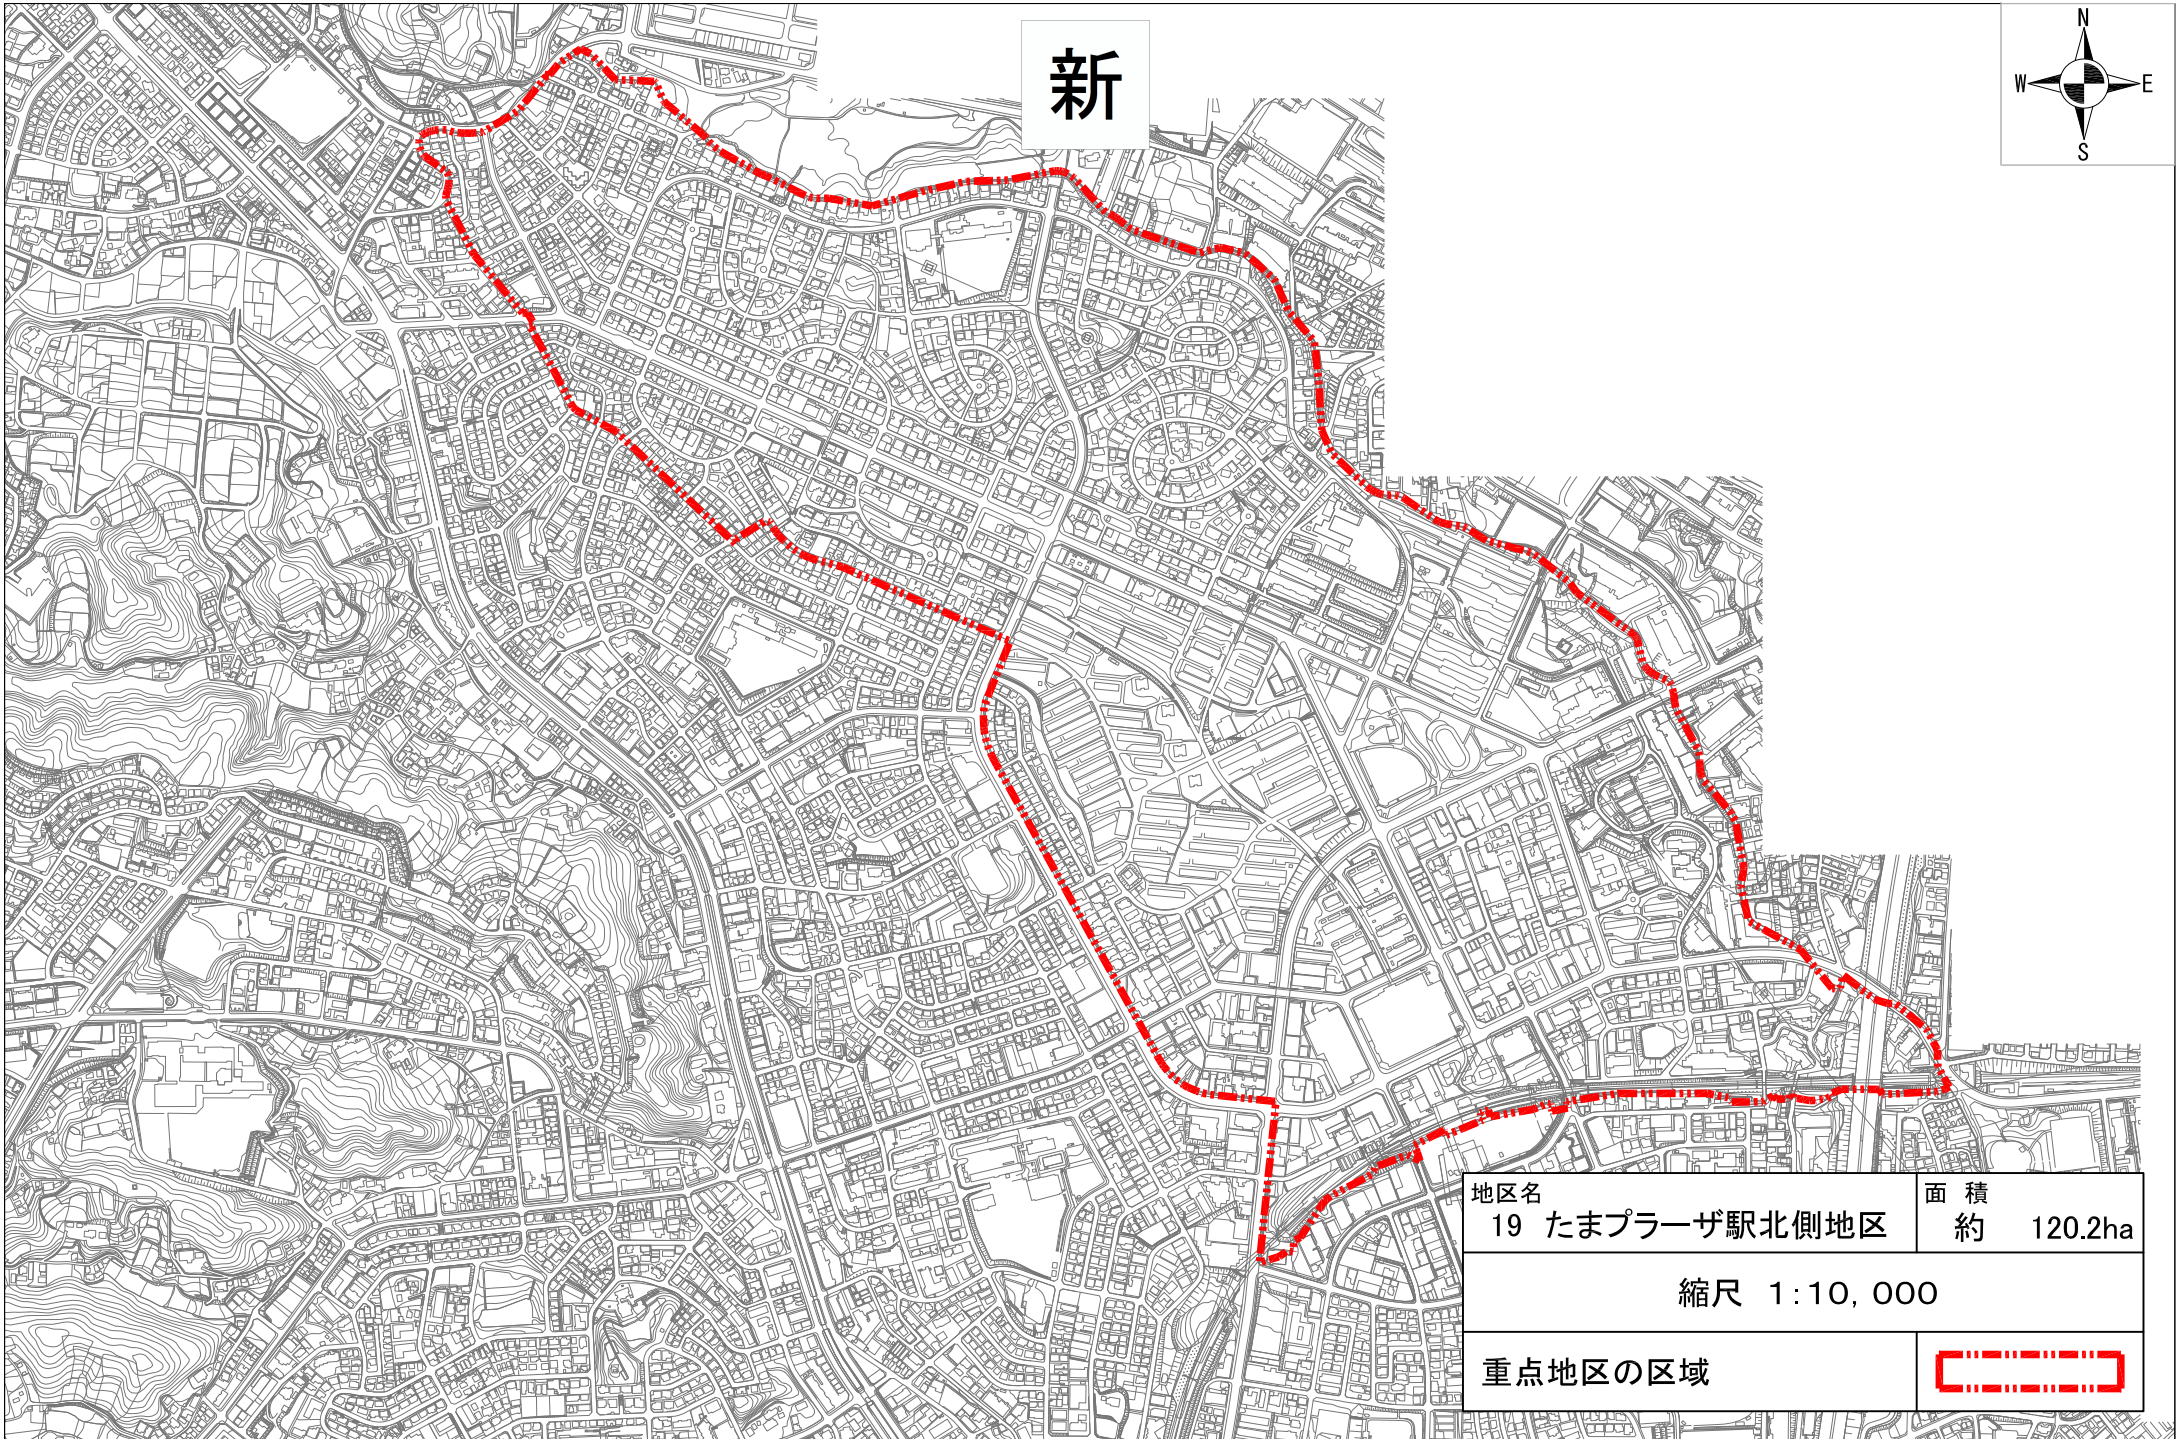 新
N
W E
S
地区名
19 たまプラーザ駅北側地区
面 積
約 120.2ha
縮尺 1:10,000
重点地区の区域